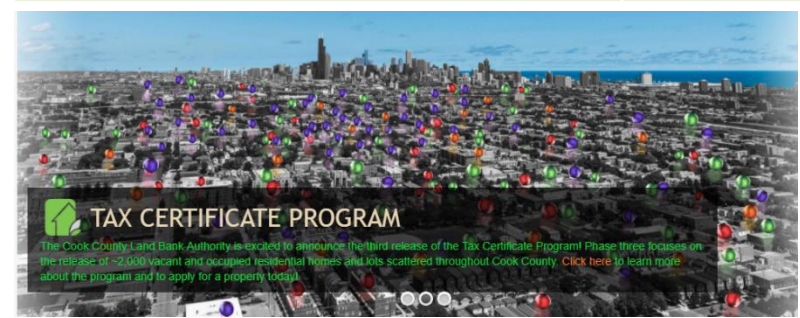 TAX CERTIFICATE PROGRAM
The Cook County Land Bank Authority is excited to announce the third release of the Tax Certificate Program! Phase three focuses on
the release of ~2,000 vacant and occupied residential homes and lots scattered throughout Cook County. Click here to learn more
about the program and to apply for a property today!